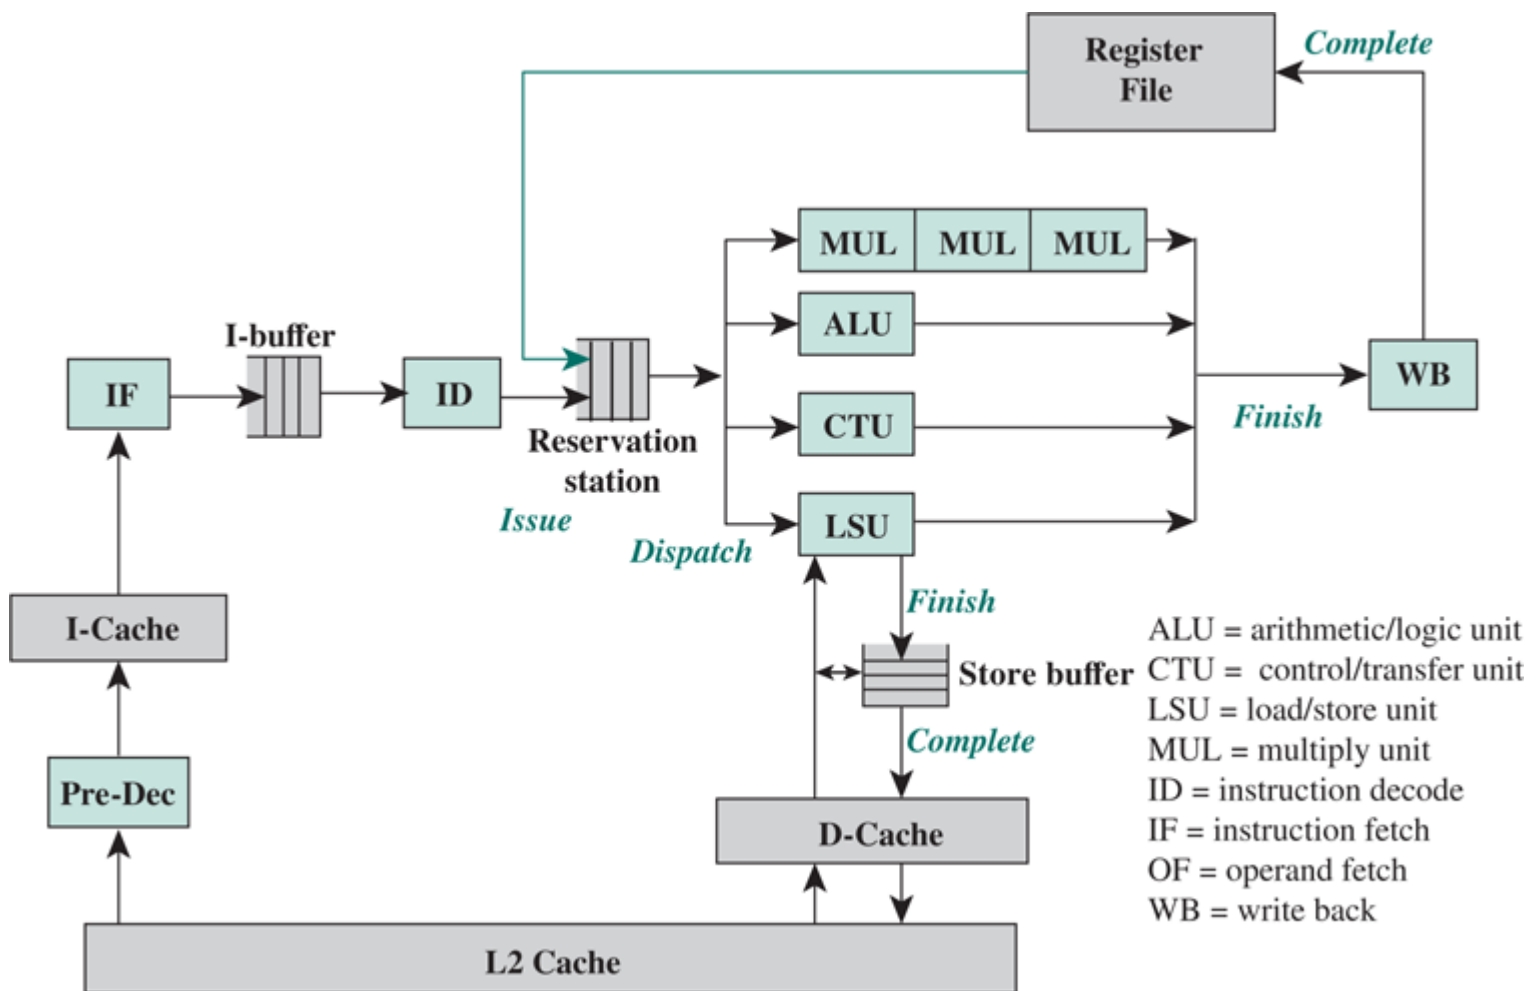 Register
File
Complete
MUL MUL MUL
ALU
I-buffer
IF
ID
WB
CTU
Finish
Reservation
station
Issue
LSU
Dispatch
Finish
I-Cache
Store buffer
Complete
Pre-Dec
D-Cache
L2 Cache
ALU = arithmetic/logic unit
CTU = control/transfer unit
LSU = load/store unit
MUL = multiply unit
ID = instruction decode
IF = instruction fetch
OF = operand fetch
WB = write back